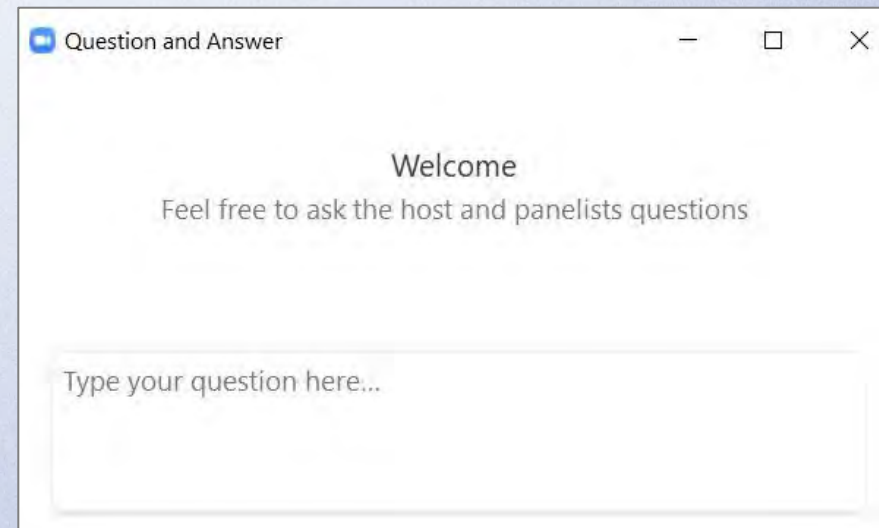 Question and Answer
Welcome
Feel free to ask the host and panelists questions
Type your question here...